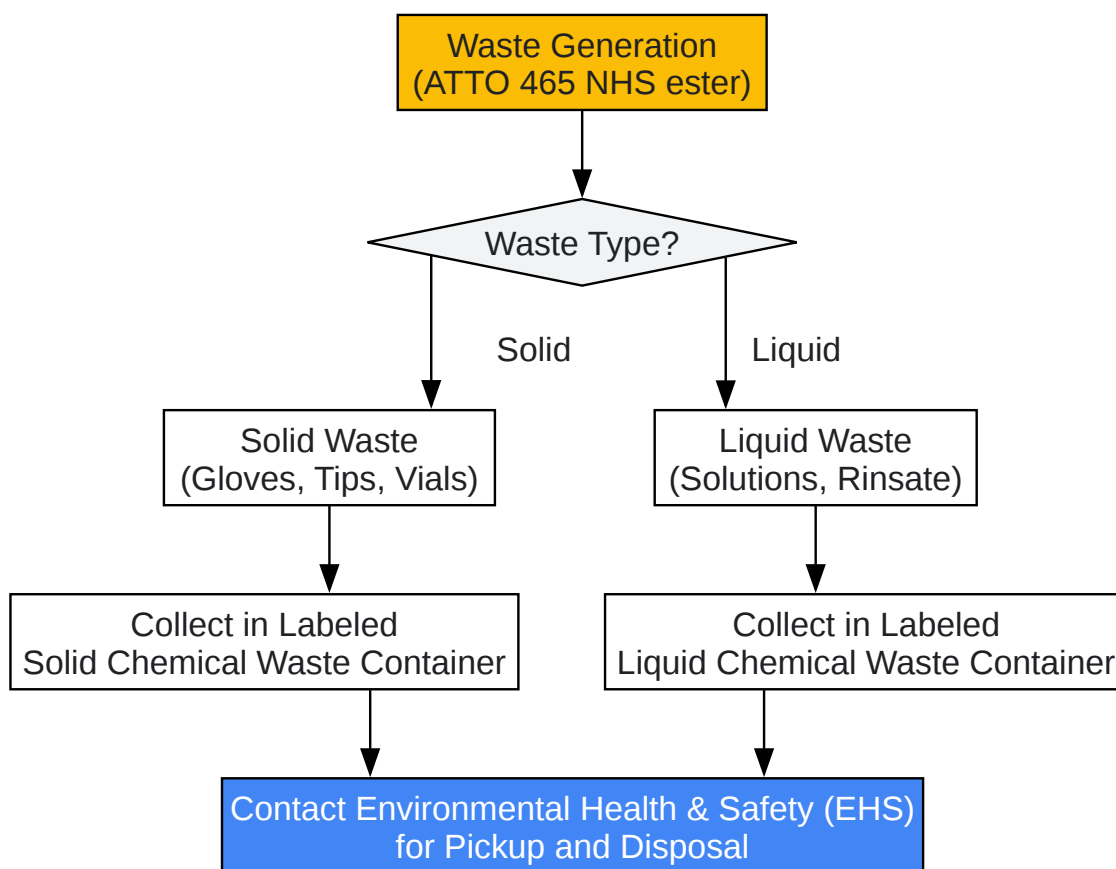 Waste Generation
(ATTO 465 NHS ester)
Waste Type?
Solid
Liquid
Solid Waste
(Gloves, Tips, Vials)
Liquid Waste
(Solutions, Rinsate)
Collect in Labeled
Solid Chemical Waste Container
Collect in Labeled
Liquid Chemical Waste Container
Contact Environmental Health & Safety (EHS)
for Pickup and Disposal